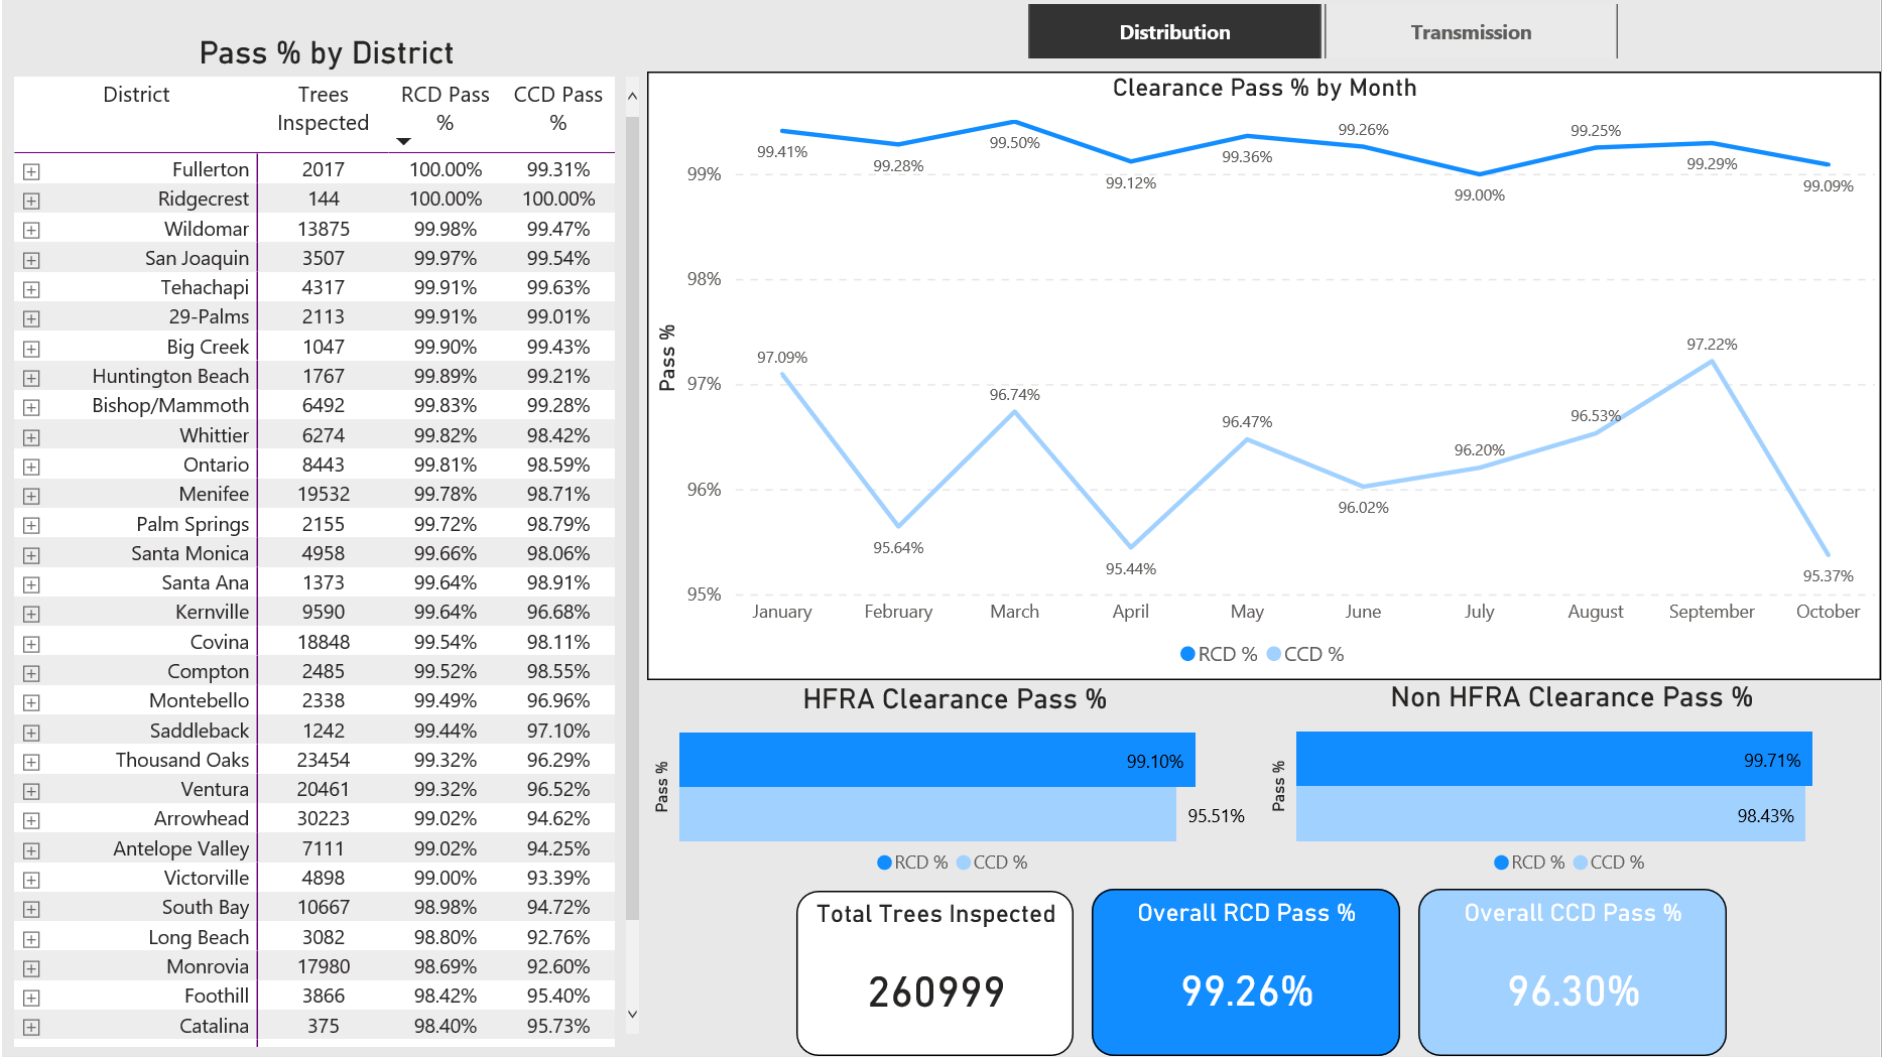 Distribution Transmission
Pass % by District
District Trees Inspected RCD Pass % CCD Pass %
Fullerton 2017 100.00% 99.31%
Ridgecrest 144 100.00% 100.00%
Wildomar 13875 99.98% 99.47%
San Joaquin 3507 99.97% 99.54%
Tehachapi 4317 99.91% 99.63%
29-Palms 2113 99.91% 99.01%
Big Creek 1047 99.90% 99.43%
Huntington Beach 1767 99.89% 99.21%
Bishop/Mammoth 6492 99.83% 99.28%
Whittier 6274 99.82% 98.42%
Ontario 8443 99.81% 98.59%
Menifee 19532 99.78% 98.71%
Palm Springs 2155 99.72% 98.79%
Santa Monica 4958 99.66% 98.06%
Santa Ana 1373 99.64% 98.91%
Kernville 9590 99.64% 96.68%
Covina 18848 99.54% 98.11%
Compton 2485 99.52% 98.55%
Montebello 2338 99.49% 96.96%
Saddleback 1242 99.44% 97.10%
Thousand Oaks 23454 99.32% 96.29%
Ventura 20461 99.32% 96.52%
Arrowhead 30223 99.02% 94.62%
Antelope Valley 7111 99.02% 94.25%
Victorville 4898 99.00% 93.39%
South Bay 10667 98.98% 94.72%
Long Beach 3082 98.80% 92.76%
Monrovia 17980 98.69% 92.60%
Foothill 3866 98.42% 95.40%
Catalina 375 98.40% 95.73%
Clearance Pass % by Month
99.41% 99.28% 99.50% 99.12% 99.36% 99.26% 99.00% 99.25% 99.29% 99.09%
99%
98%
97%
96%
95%
Pass %
97.09% 95.64% 96.74% 95.44% 96.47% 96.02% 96.20% 96.53% 97.22% 95.37%
January February March April May June July August September October
RCD % CCD %
HFRA Clearance Pass %
Pass %
99.10%
95.51%
RCD % CCD %
Non HFRA Clearance Pass %
Pass %
99.71%
98.43%
RCD % CCD %
Total Trees Inspected
260999
Overall RCD Pass %
99.26%
Overall CCD Pass %
96.30%